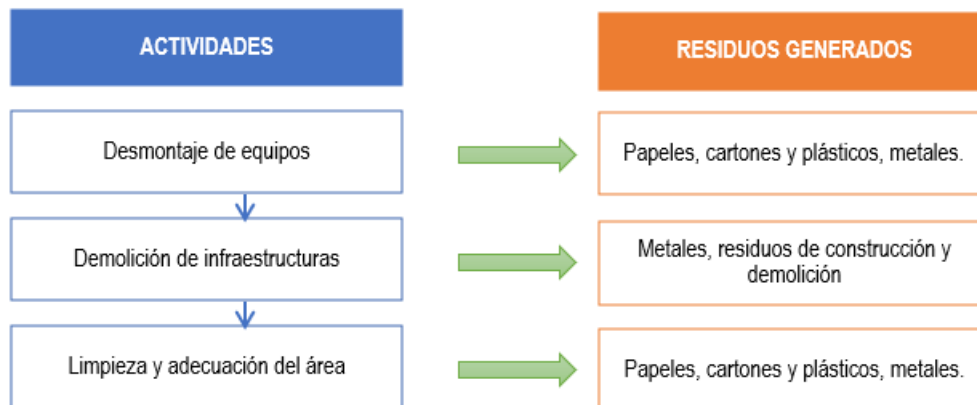 ACTIVIDADES
RESIDUOS GENERADOS
Desmontaje de equipos
Papeles, cartones y plásticos, metales.
Demolición de infraestructuras
Metales, residuos de construcción y
demolición
Limpieza y adecuación del área
Papeles, cartones y plásticos, metales.